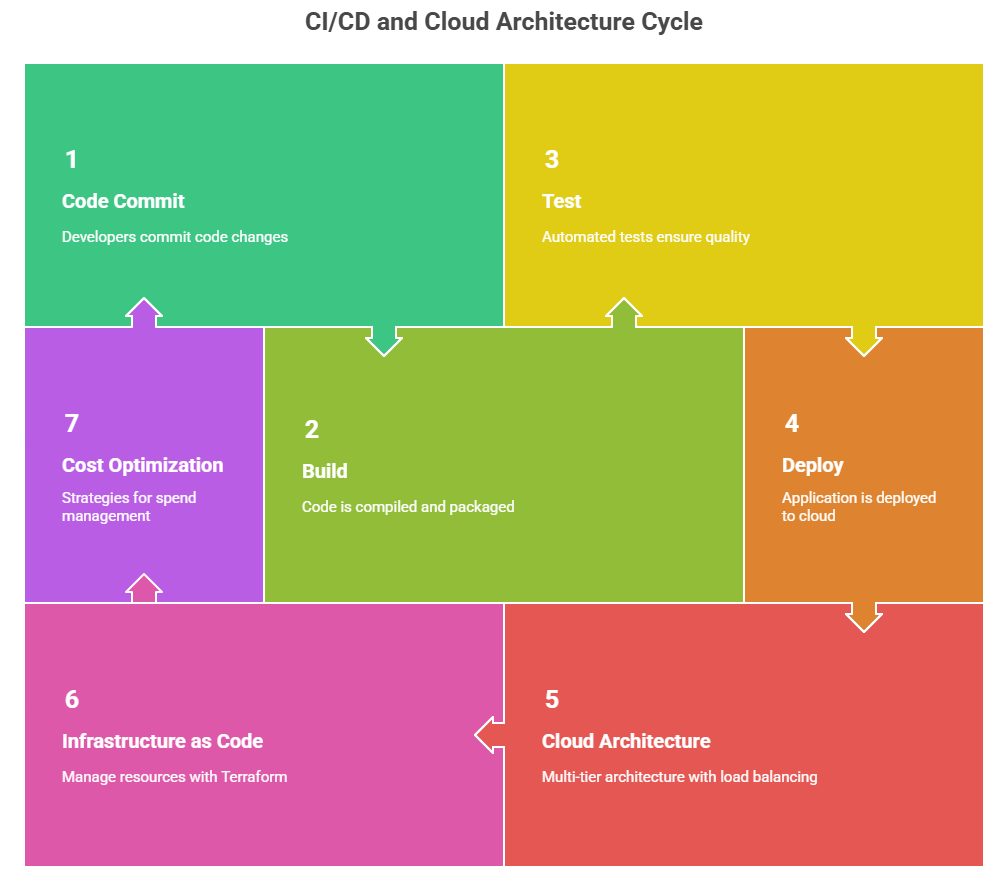 CI/CD and Cloud Architecture Cycle
1
Code Commit
Developers commit code changes
3
Test
Automated tests ensure quality
7
Cost Optimization
Strategies for spend
management
2
Build
Code is compiled and packaged
4
Deploy
Application is deployed
to cloud
6
Infrastructure as Code
Manage resources with Terraform
5
Cloud Architecture
Multi-tier architecture with load balancing